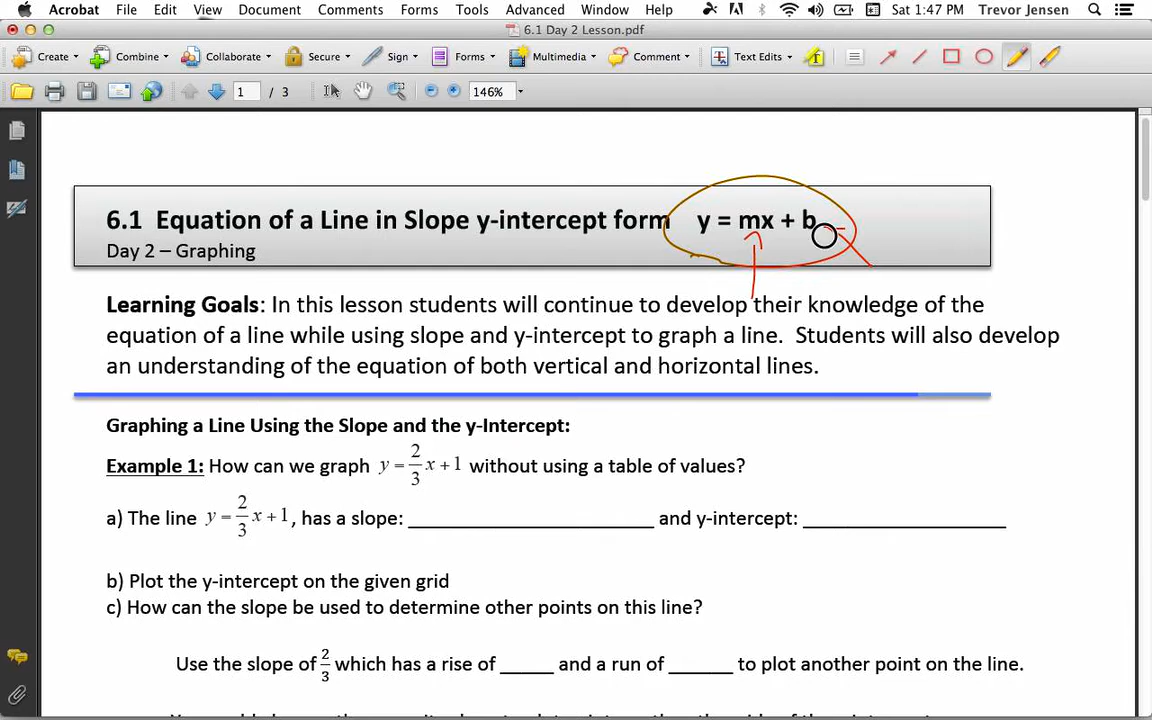 Acrobat File Edit View Document Comments Forms Tools Advanced Window Help Sat 1:47 PM Trevor Jensen
6.1 Day 2 Lesson.pdf
Create Combine Collaborate Secure Sign Forms Multimedia Comment Text Edits
1 / 3 146%
6.1 Equation of a Line in Slope y-intercept form y = mx + b
Day 2 – Graphing
Learning Goals: In this lesson students will continue to develop their knowledge of the
equation of a line while using slope and y-intercept to graph a line. Students will also develop
an understanding of the equation of both vertical and horizontal lines.
Graphing a Line Using the Slope and the y-Intercept:
Example 1: How can we graph y = 2/3 x + 1 without using a table of values?
a) The line y = 2/3 x + 1, has a slope: ____________________ and y-intercept: ________________
b) Plot the y-intercept on the given grid
c) How can the slope be used to determine other points on this line?
Use the slope of 2/3 which has a rise of _____ and a run of ______ to plot another point on the line.